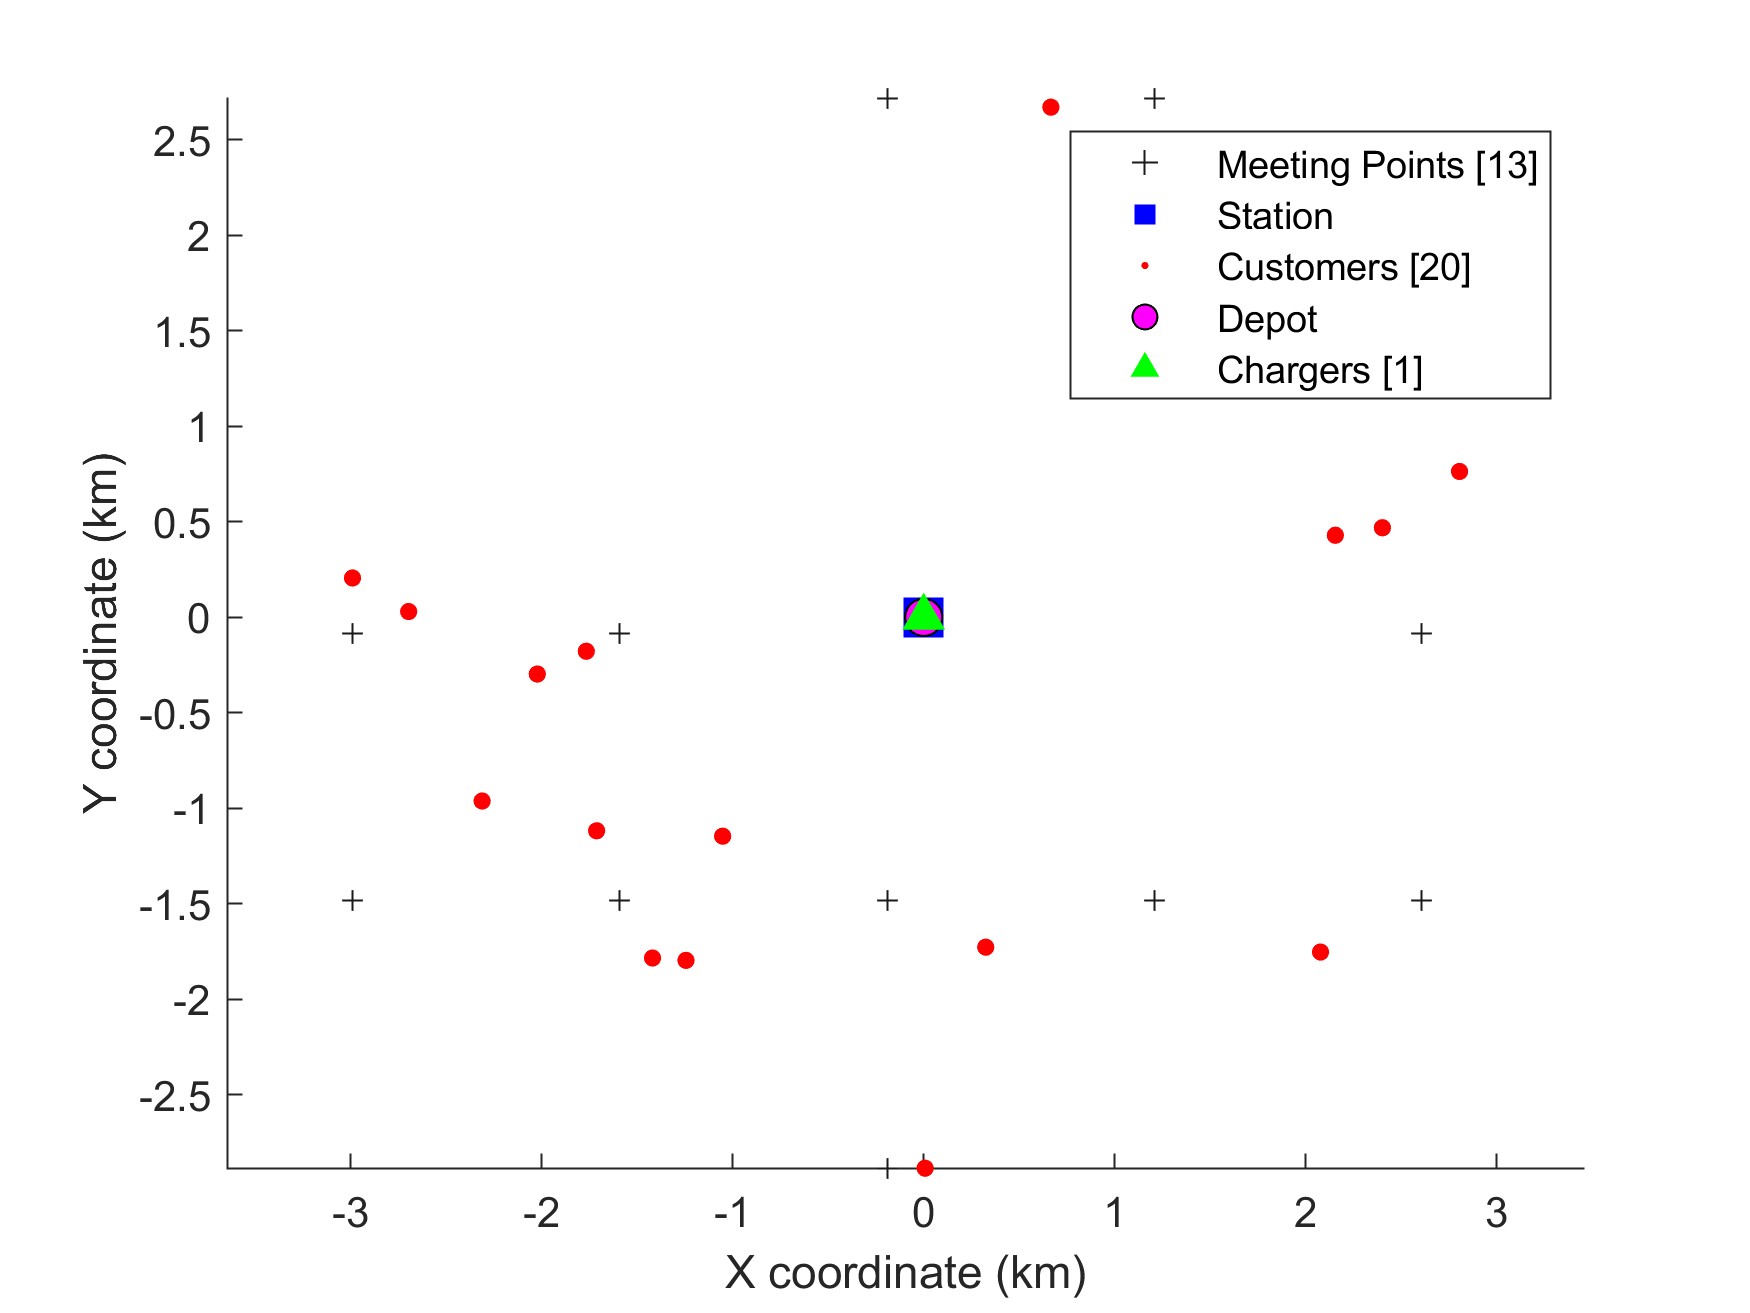 2.5
2
1.5
1
0.5
0
-0.5
-1
-1.5
-2
-2.5
Y coordinate (km)
Meeting Points [13]
Station
Customers [20]
Depot
Chargers [1]
-3 -2 -1 0 1 2 3
X coordinate (km)